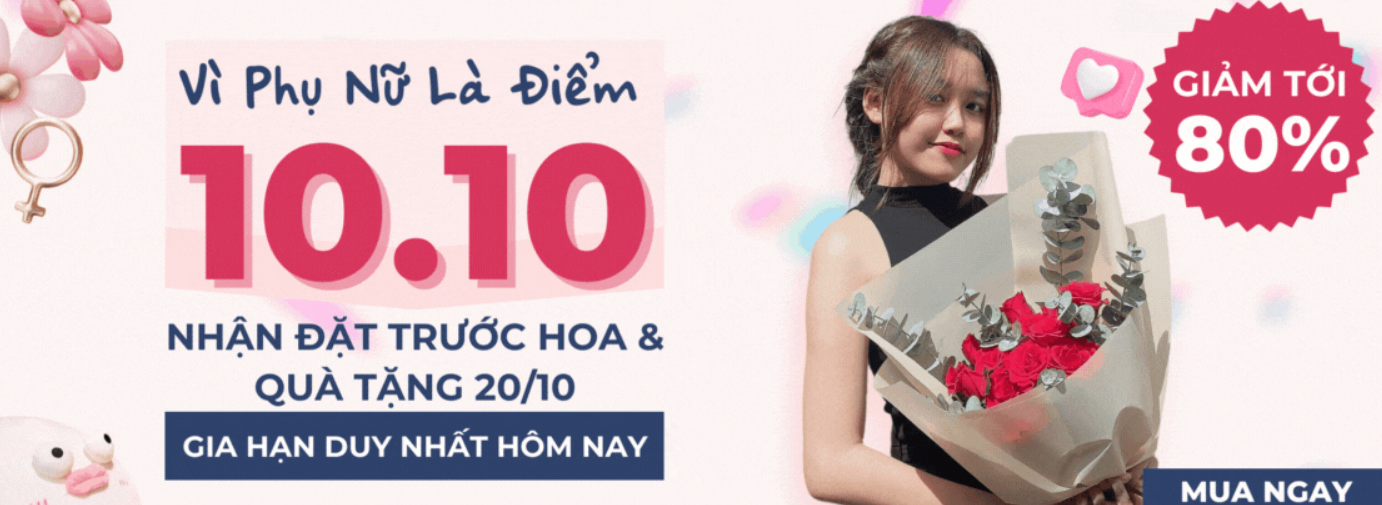 Vì Phụ Nữ Là Điểm
10.10
NHẬN ĐẶT TRƯỚC HOA &
QUÀ TẶNG 20/10
GIA HẠN DUY NHẤT HÔM NAY
GIẢM TỚI
80%
MUA NGAY